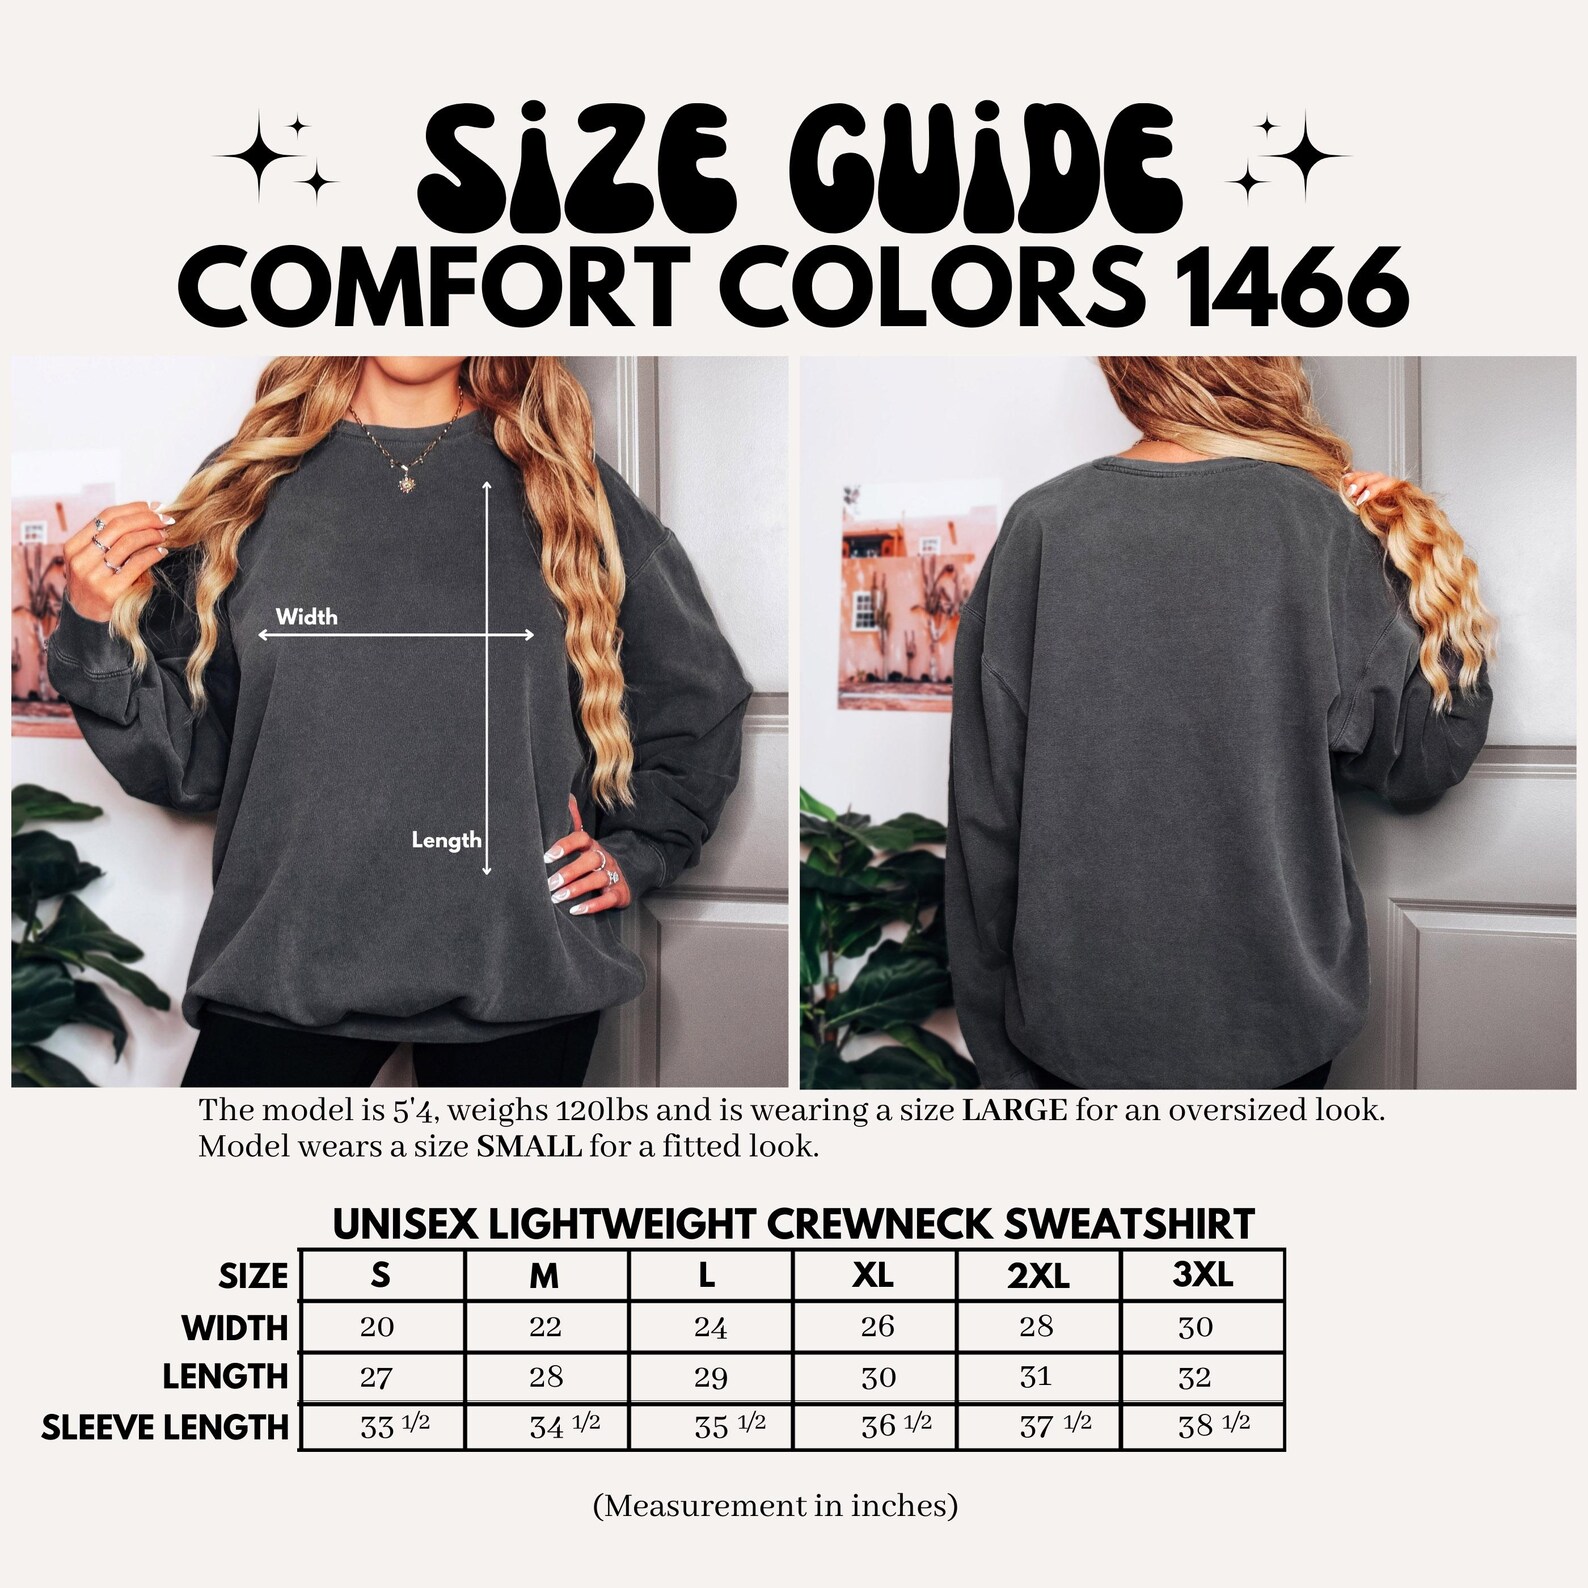 SiZE GUiDE
COMFORT COLORS 1466
Width
Length
The model is 5'4, weighs 120lbs and is wearing a size LARGE for an oversized look.
Model wears a size SMALL for a fitted look.
UNISEX LIGHTWEIGHT CREWNECK SWEATSHIRT
SIZE S M L XL 2XL 3XL
WIDTH 20 22 24 26 28 30
LENGTH 27 28 29 30 31 32
SLEEVE LENGTH 33 1/2 34 1/2 35 1/2 36 1/2 37 1/2 38 1/2
(Measurement in inches)